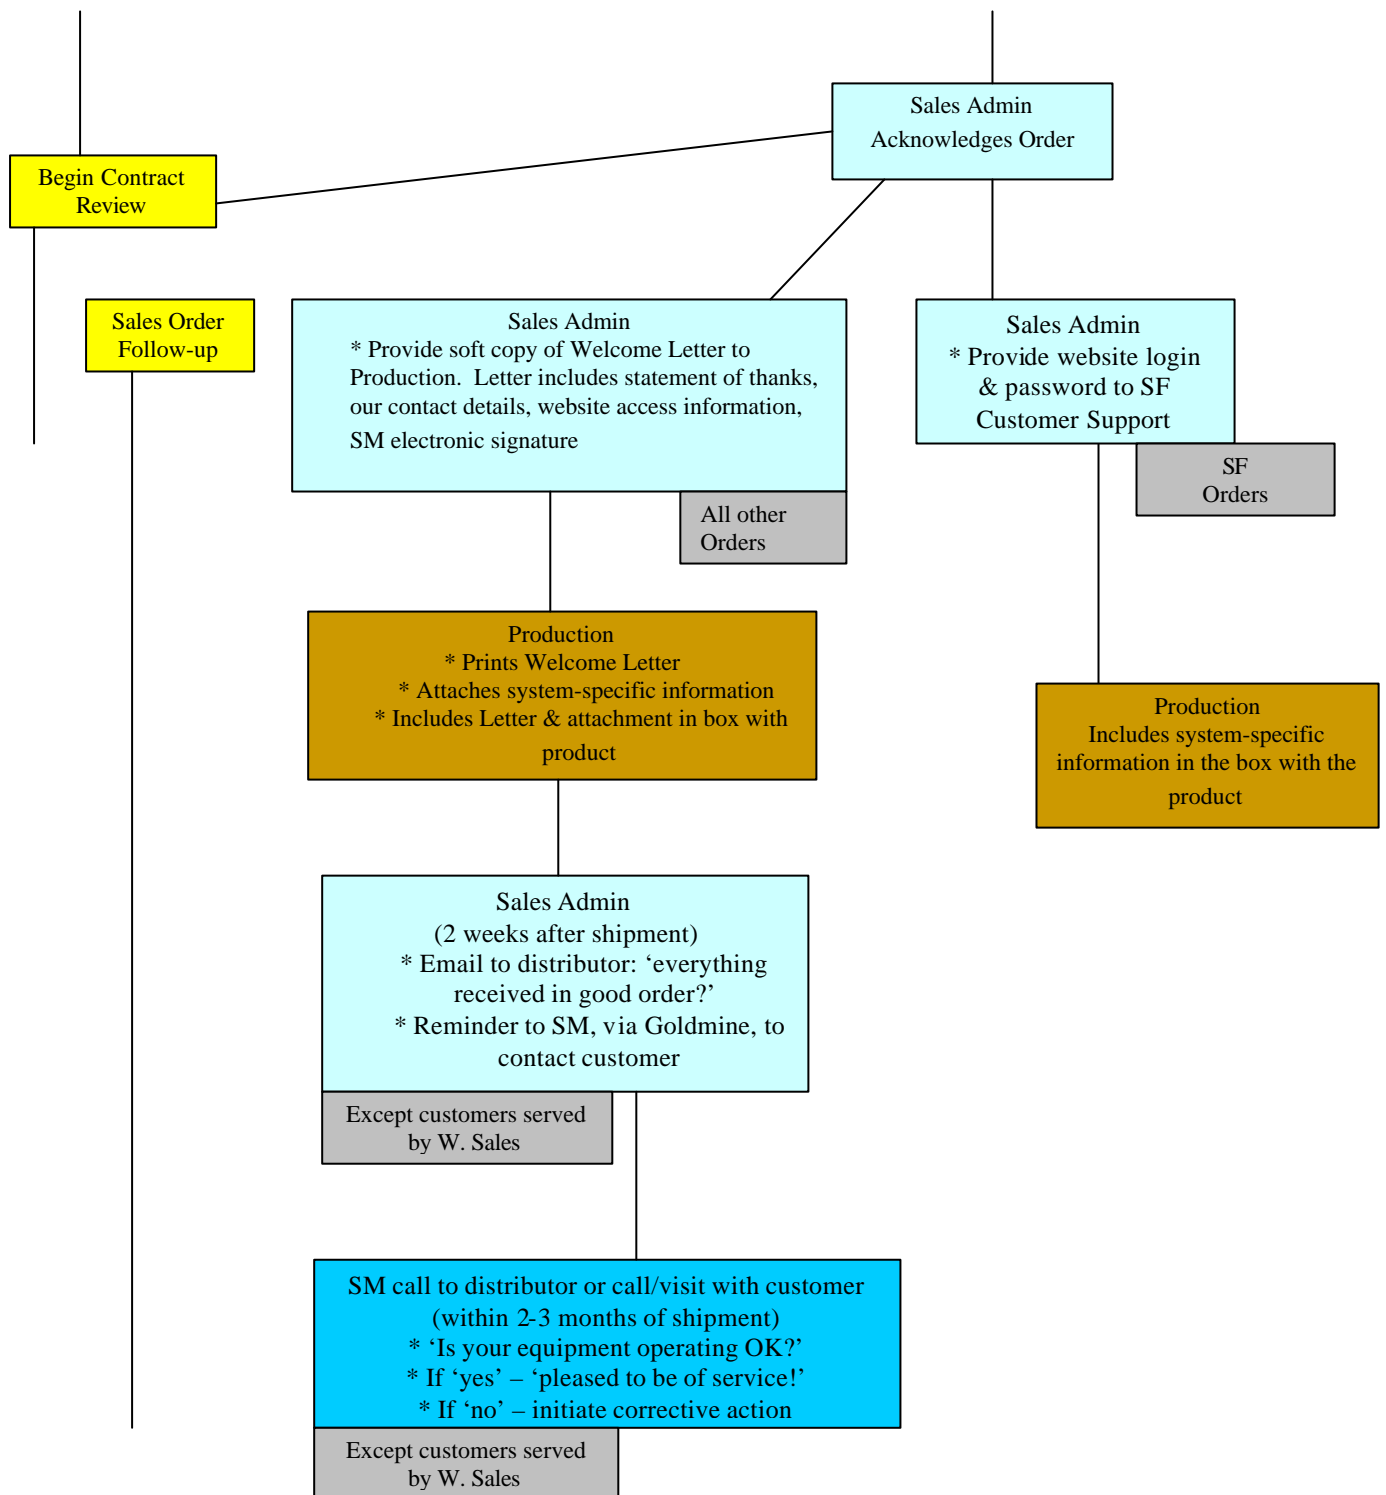 Sales Admin
Acknowledges Order
Begin Contract
Review
Sales Order
Follow-up
Sales Admin
* Provide soft copy of Welcome Letter to
Production.  Letter includes statement of thanks,
our contact details, website access information,
SM electronic signature
All other
Orders
Sales Admin
* Provide website login
& password to SF
Customer Support
SF
Orders
Production
* Prints Welcome Letter
* Attaches system-specific information
* Includes Letter & attachment in box with
product
Production
Includes system-specific
information in the box with the
product
Sales Admin
(2 weeks after shipment)
* Email to distributor: ‘everything
received in good order?’
* Reminder to SM, via Goldmine, to
contact customer
Except customers served
by W. Sales
SM call to distributor or call/visit with customer
(within 2-3 months of shipment)
* ‘Is your equipment operating OK?’
* If ‘yes’ – ‘pleased to be of service!’
* If ‘no’ – initiate corrective action
Except customers served
by W. Sales